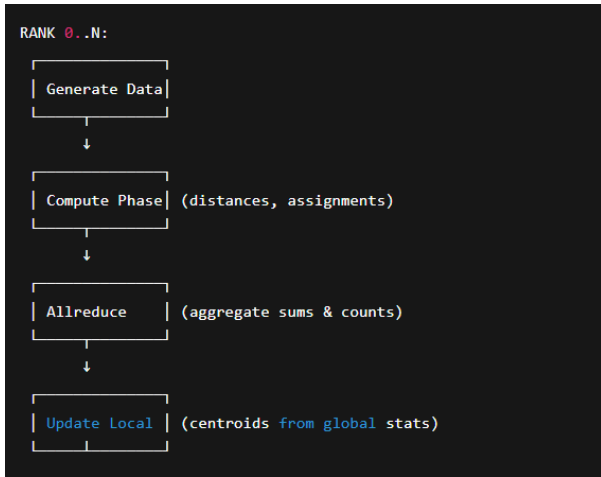 RANK 0..N:
Generate Data
↓
Compute Phase (distances, assignments)
↓
Allreduce (aggregate sums & counts)
↓
Update Local (centroids from global stats)